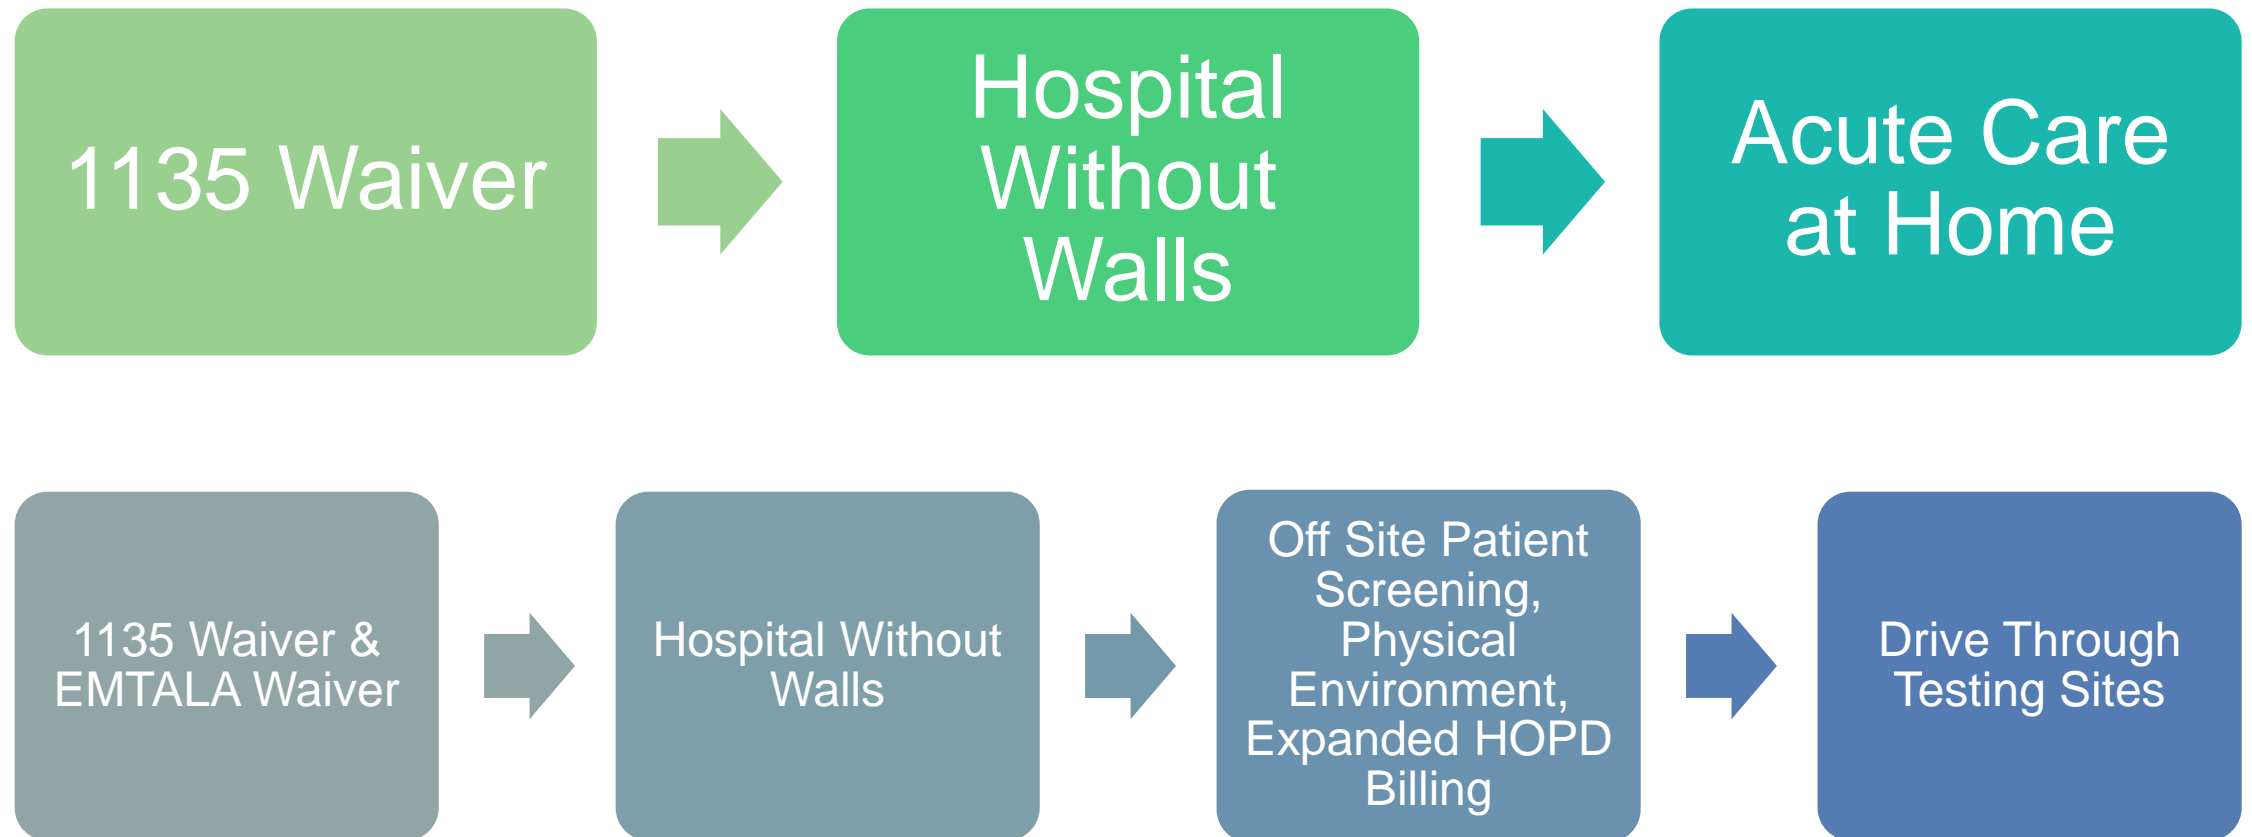 1135 Waiver
Hospital
Without
Walls
Acute Care
at Home
1135 Waiver &
EMTALA Waiver
Hospital Without
Walls
Off Site Patient
Screening,
Physical
Environment,
Expanded HOPD
Billing
Drive Through
Testing Sites